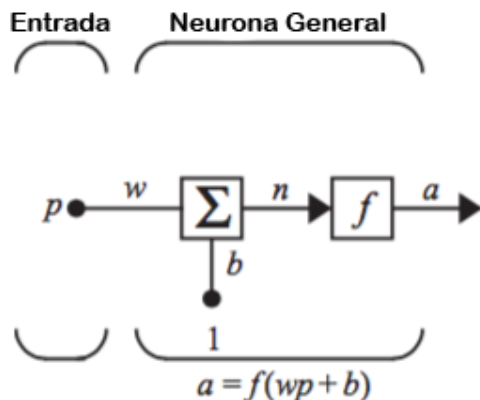 Entrada Neurona General
p w Σ n f a
b
1
a = f(wp + b)